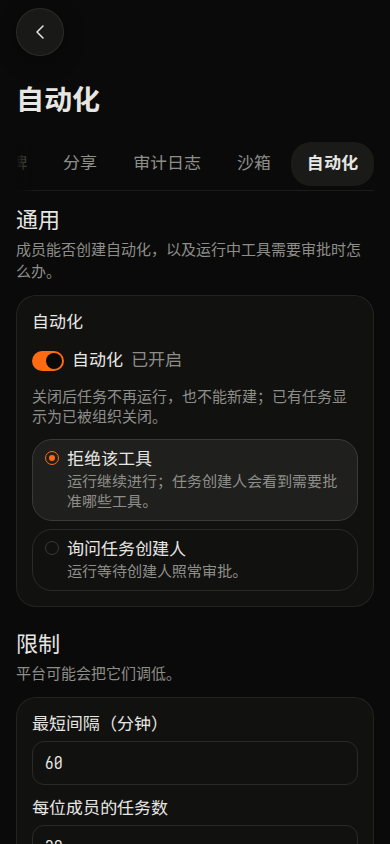 自动化
分享 审计日志 沙箱 自动化
通用
成员能否创建自动化，以及运行中工具需要审批时怎
么办。
自动化
自动化 已开启
关闭后任务不再运行，也不能新建；已有任务显
示为已被组织关闭。
拒绝该工具
运行继续进行；任务创建人会看到需要批
准哪些工具。
询问任务创建人
运行等待创建人照常审批。
限制
平台可能会把它们调低。
最短间隔（分钟）
60
每位成员的任务数